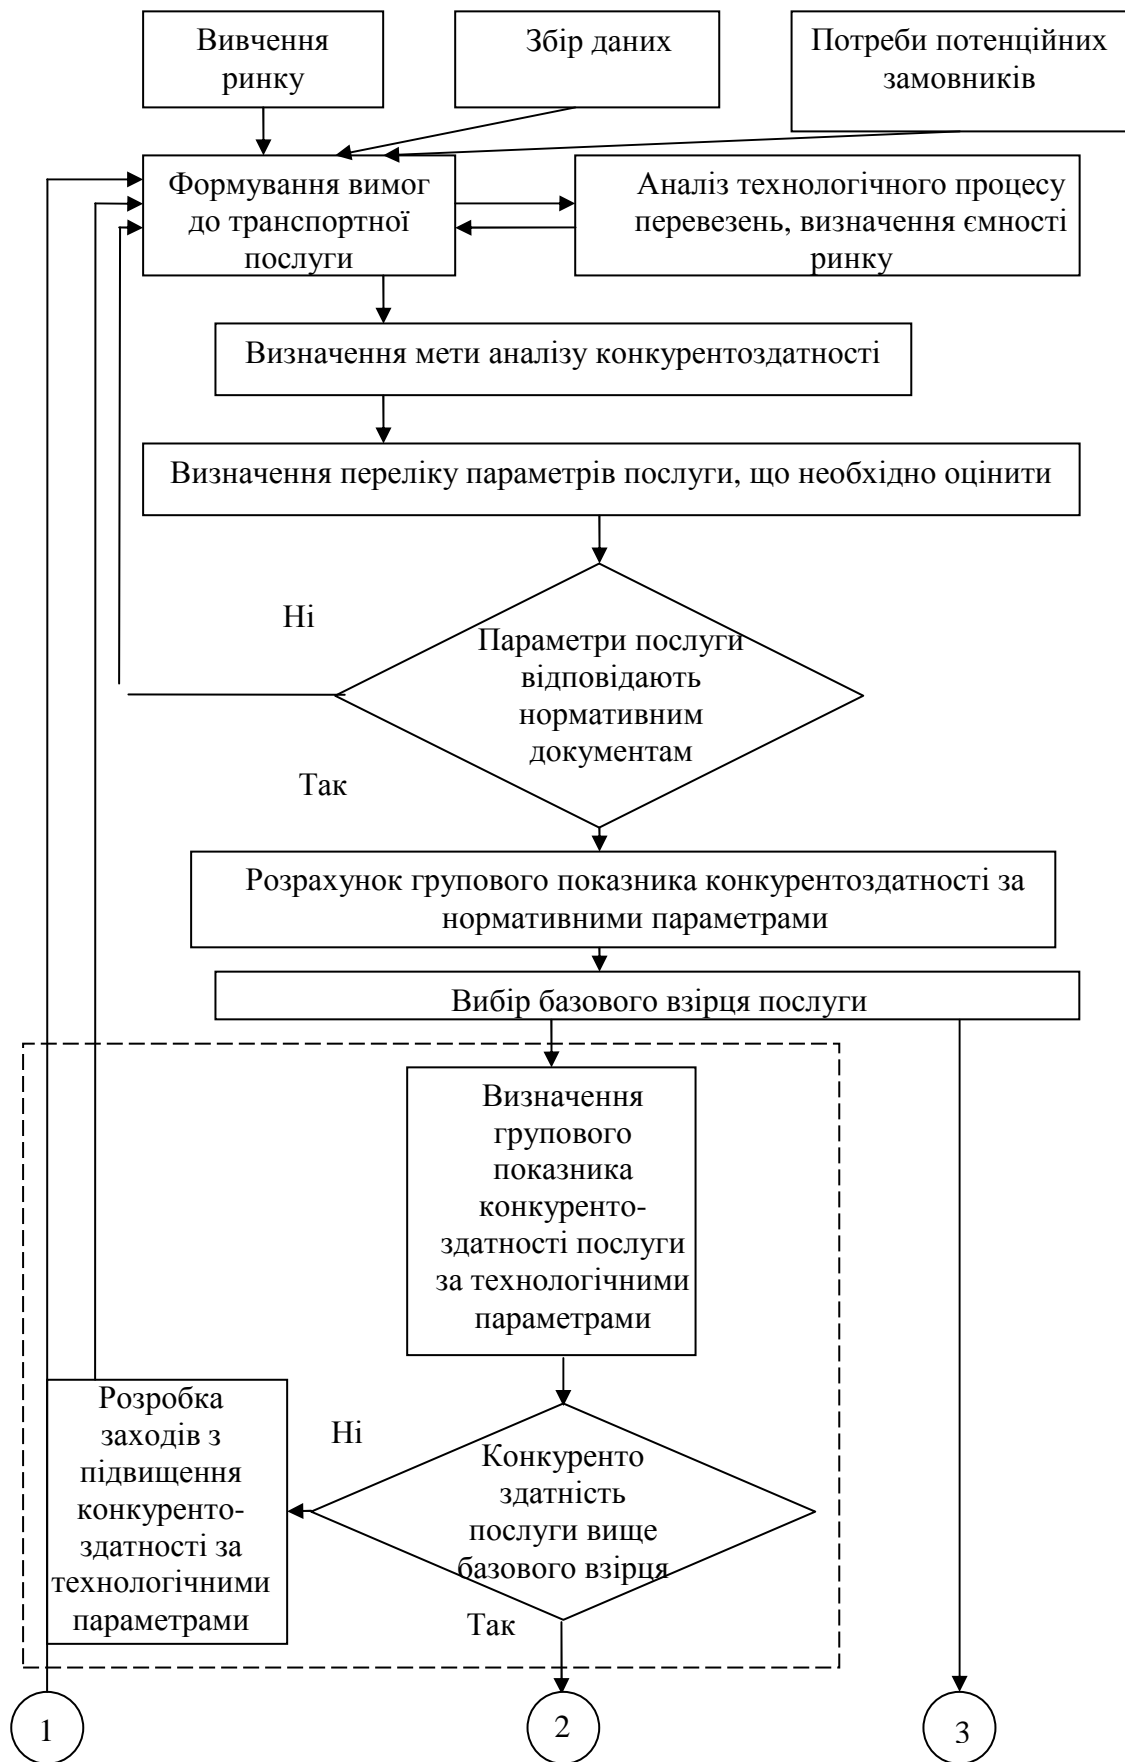 Вивчення
ринку
Збір даних
Потреби потенційних
замовників
Формування вимог
до транспортної
послуги
Аналіз технологічного процесу
перевезень, визначення ємності
ринку
Визначення мети аналізу конкурентоздатності
Визначення переліку параметрів послуги, що необхідно оцінити
Ні
Параметри послуги
відповідають
нормативним
документам
Так
Розрахунок групового показника конкурентоздатності за
нормативними параметрами
Вибір базового взірця послуги
Визначення
групового
показника
конкуренто-
здатності послуги
за технологічними
параметрами
Розробка
заходів з
підвищення
конкуренто-
здатності за
технологічними
параметрами
Ні
Конкуренто
здатність
послуги вище
базового взірця
Так
1
2
3